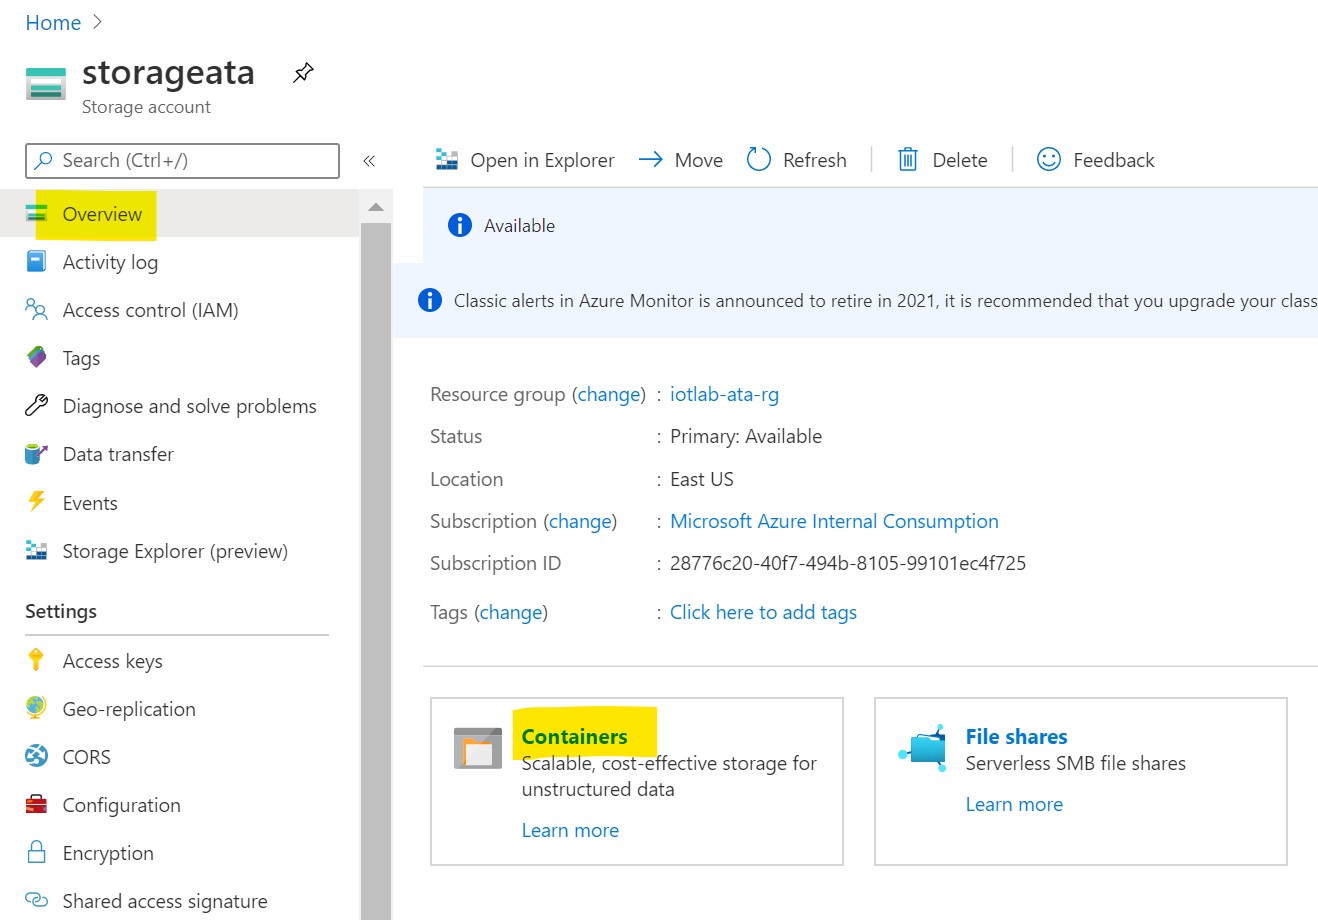 Home >
storageata
Storage account
Search (Ctrl+/)
«
Overview
Activity log
Access control (IAM)
Tags
Diagnose and solve problems
Data transfer
Events
Storage Explorer (preview)
Settings
Access keys
Geo-replication
CORS
Configuration
Encryption
Shared access signature
Open in Explorer Move Refresh Delete Feedback
Available
Classic alerts in Azure Monitor is announced to retire in 2021, it is recommended that you upgrade your class
Resource group (change) : iotlab-ata-rg
Status : Primary: Available
Location : East US
Subscription (change) : Microsoft Azure Internal Consumption
Subscription ID : 28776c20-40f7-494b-8105-99101ec4f725
Tags (change) : Click here to add tags
Containers
Scalable, cost-effective storage for
unstructured data
Learn more
File shares
Serverless SMB file shares
Learn more